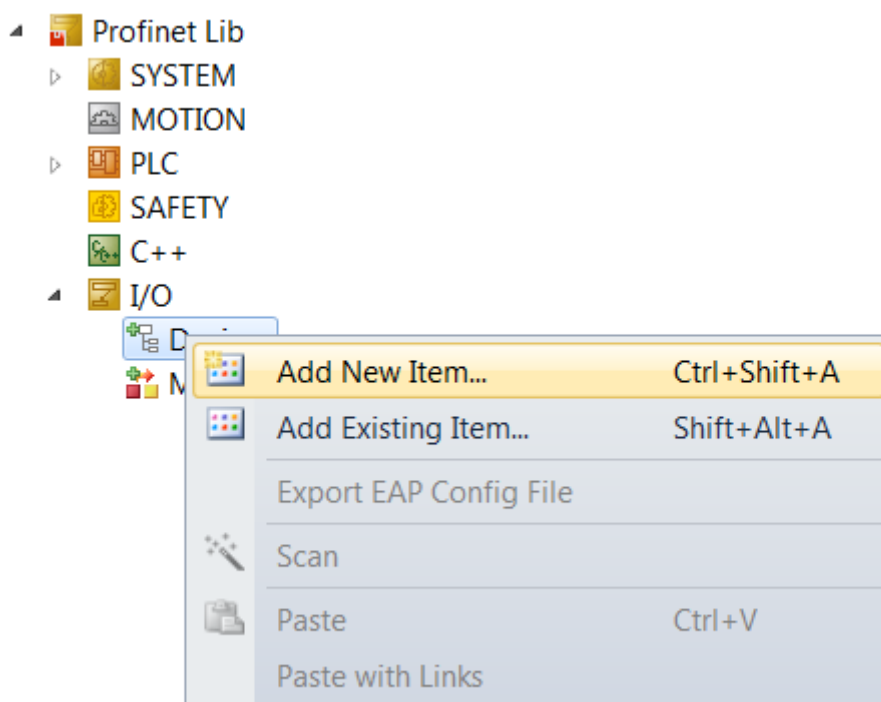 Profinet Lib
SYSTEM
MOTION
PLC
SAFETY
C++
I/O
Add New Item... Ctrl+Shift+A
Add Existing Item... Shift+Alt+A
Export EAP Config File
Scan
Paste Ctrl+V
Paste with Links